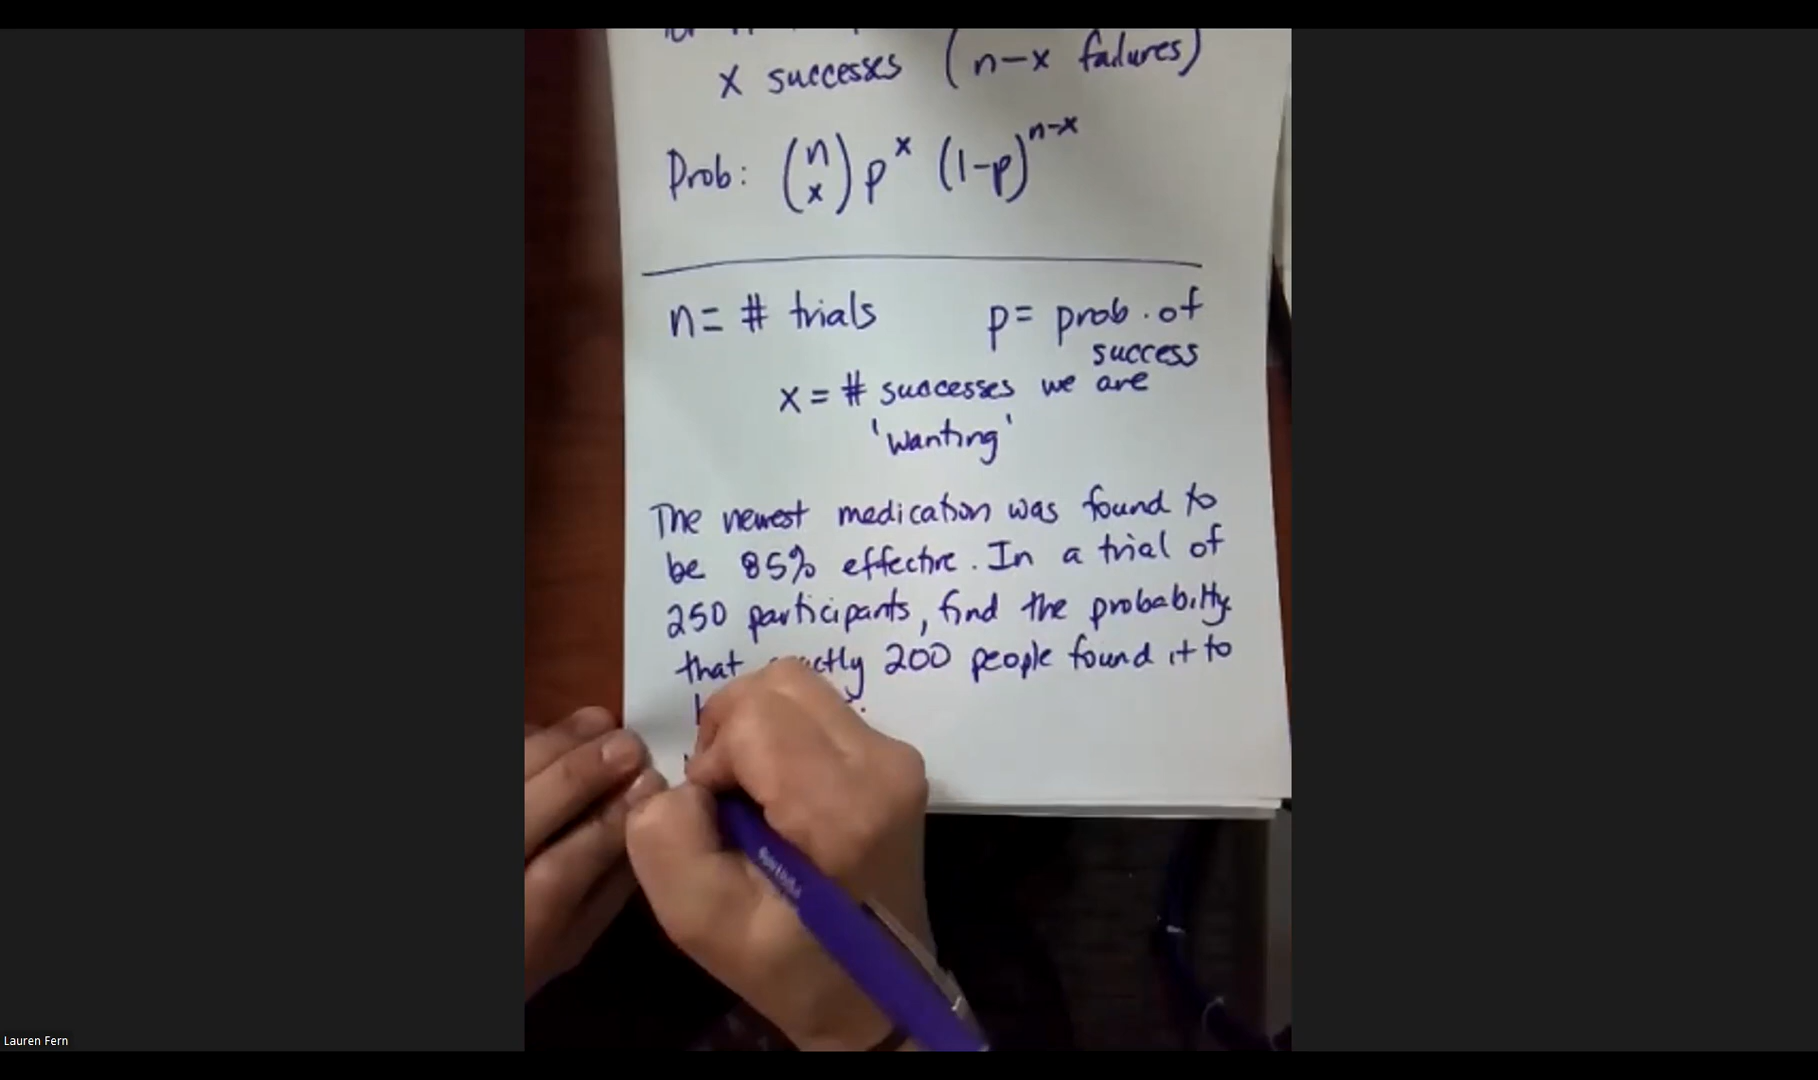 x successes (n-x failures)
Prob: (n x) p^x (1-p)^n-x
n = # trials
p = prob. of
success
x = # successes we are
'wanting'
The newest medication was found to
be 85% effective. In a trial of
250 participants, find the probability
that 200 people found it to
Lauren Fern